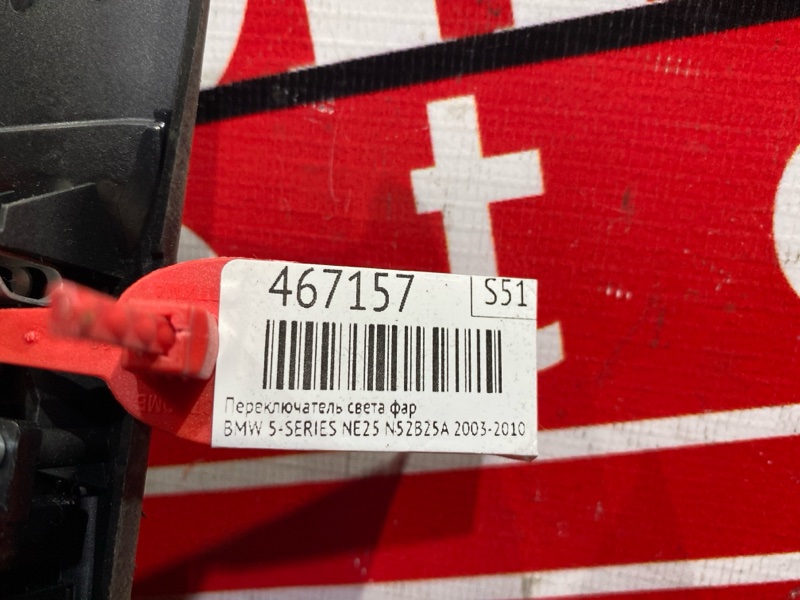 467157 S51
Переключатель света фар
BMW 5-SERIES NE25 N52B25A 2003-2010
t